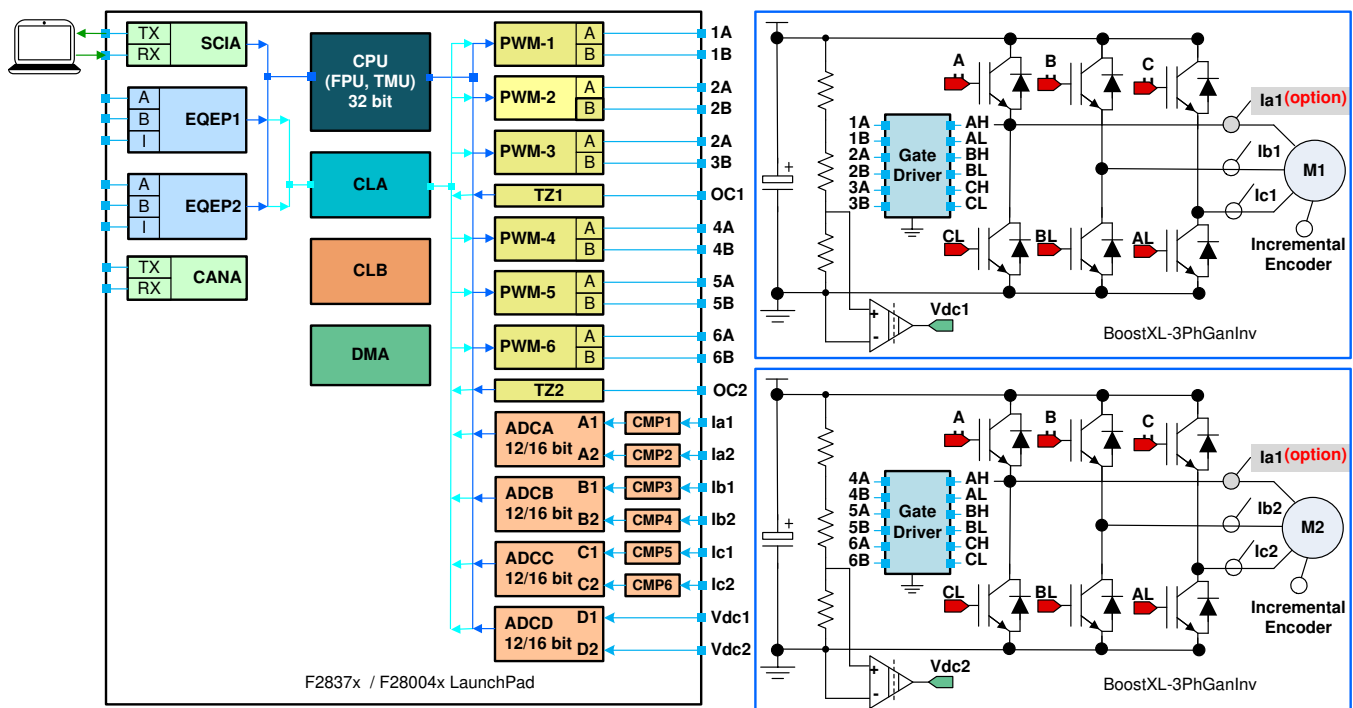 TX
RX
SCIA
A
B
I
EQEP1
A
B
I
EQEP2
TX
RX
CANA
CPU
(FPU, TMU)
32 bit
CLA
CLB
DMA
PWM-1
A
B
1A
1B
PWM-2
A
B
2A
2B
PWM-3
A
B
2A
3B
TZ1
OC1
PWM-4
A
B
4A
4B
PWM-5
A
B
5A
5B
PWM-6
A
B
6A
6B
TZ2
OC2
ADCA
12/16 bit
A1
A2
CMP1
CMP2
Ia1
Ia2
ADCB
12/16 bit
B1
B2
CMP3
CMP4
Ib1
Ib2
ADCC
12/16 bit
C1
C2
CMP5
CMP6
Ic1
Ic2
ADCD
12/16 bit
D1
D2
Vdc1
Vdc2
F2837x / F28004x LaunchPad
+
A
B
C
Ia1(option)
1A
1B
2A
2B
3A
3B
Gate
Driver
AH
AL
BH
BL
CH
CL
Ib1
Ic1
M1
CL
BL
AL
Incremental
Encoder
+
-
Vdc1
BoostXL-3PhGanInv
+
A
B
C
Ia1(option)
4A
4B
5A
5B
6A
6B
Gate
Driver
AH
AL
BH
BL
CH
CL
Ib2
Ic2
M2
CL
BL
AL
Incremental
Encoder
+
-
Vdc2
BoostXL-3PhGanInv